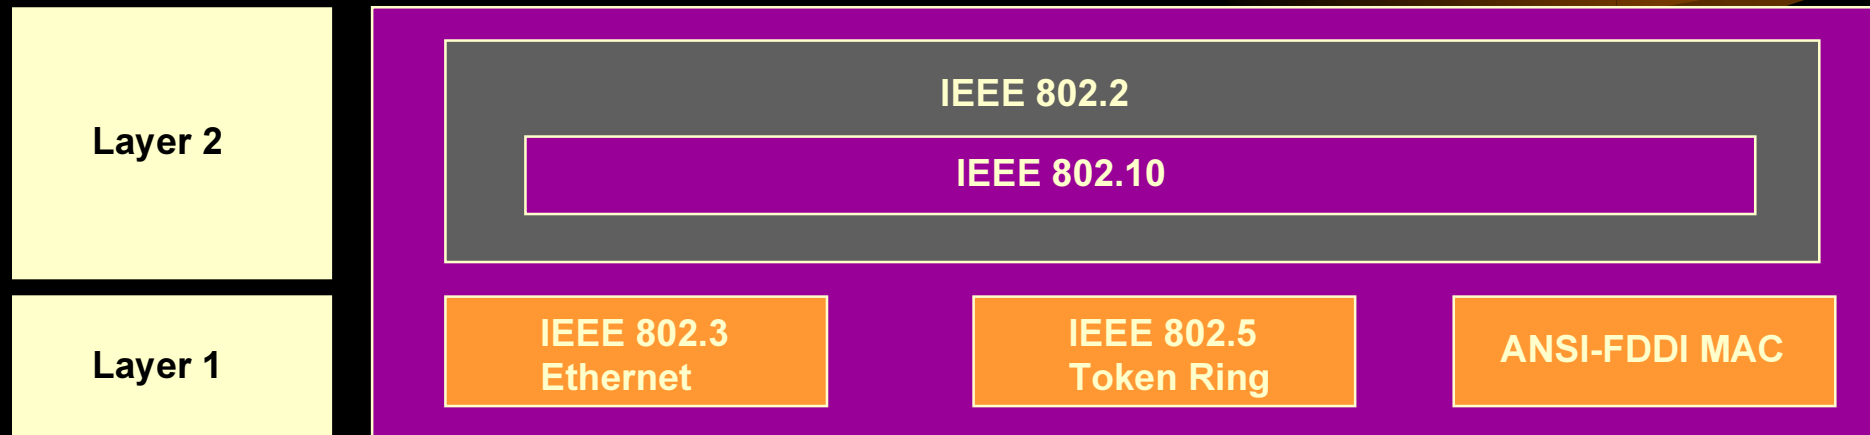 Layer 2
IEEE 802.2
IEEE 802.10
Layer 1
IEEE 802.3
Ethernet
IEEE 802.5
Token Ring
ANSI-FDDI MAC